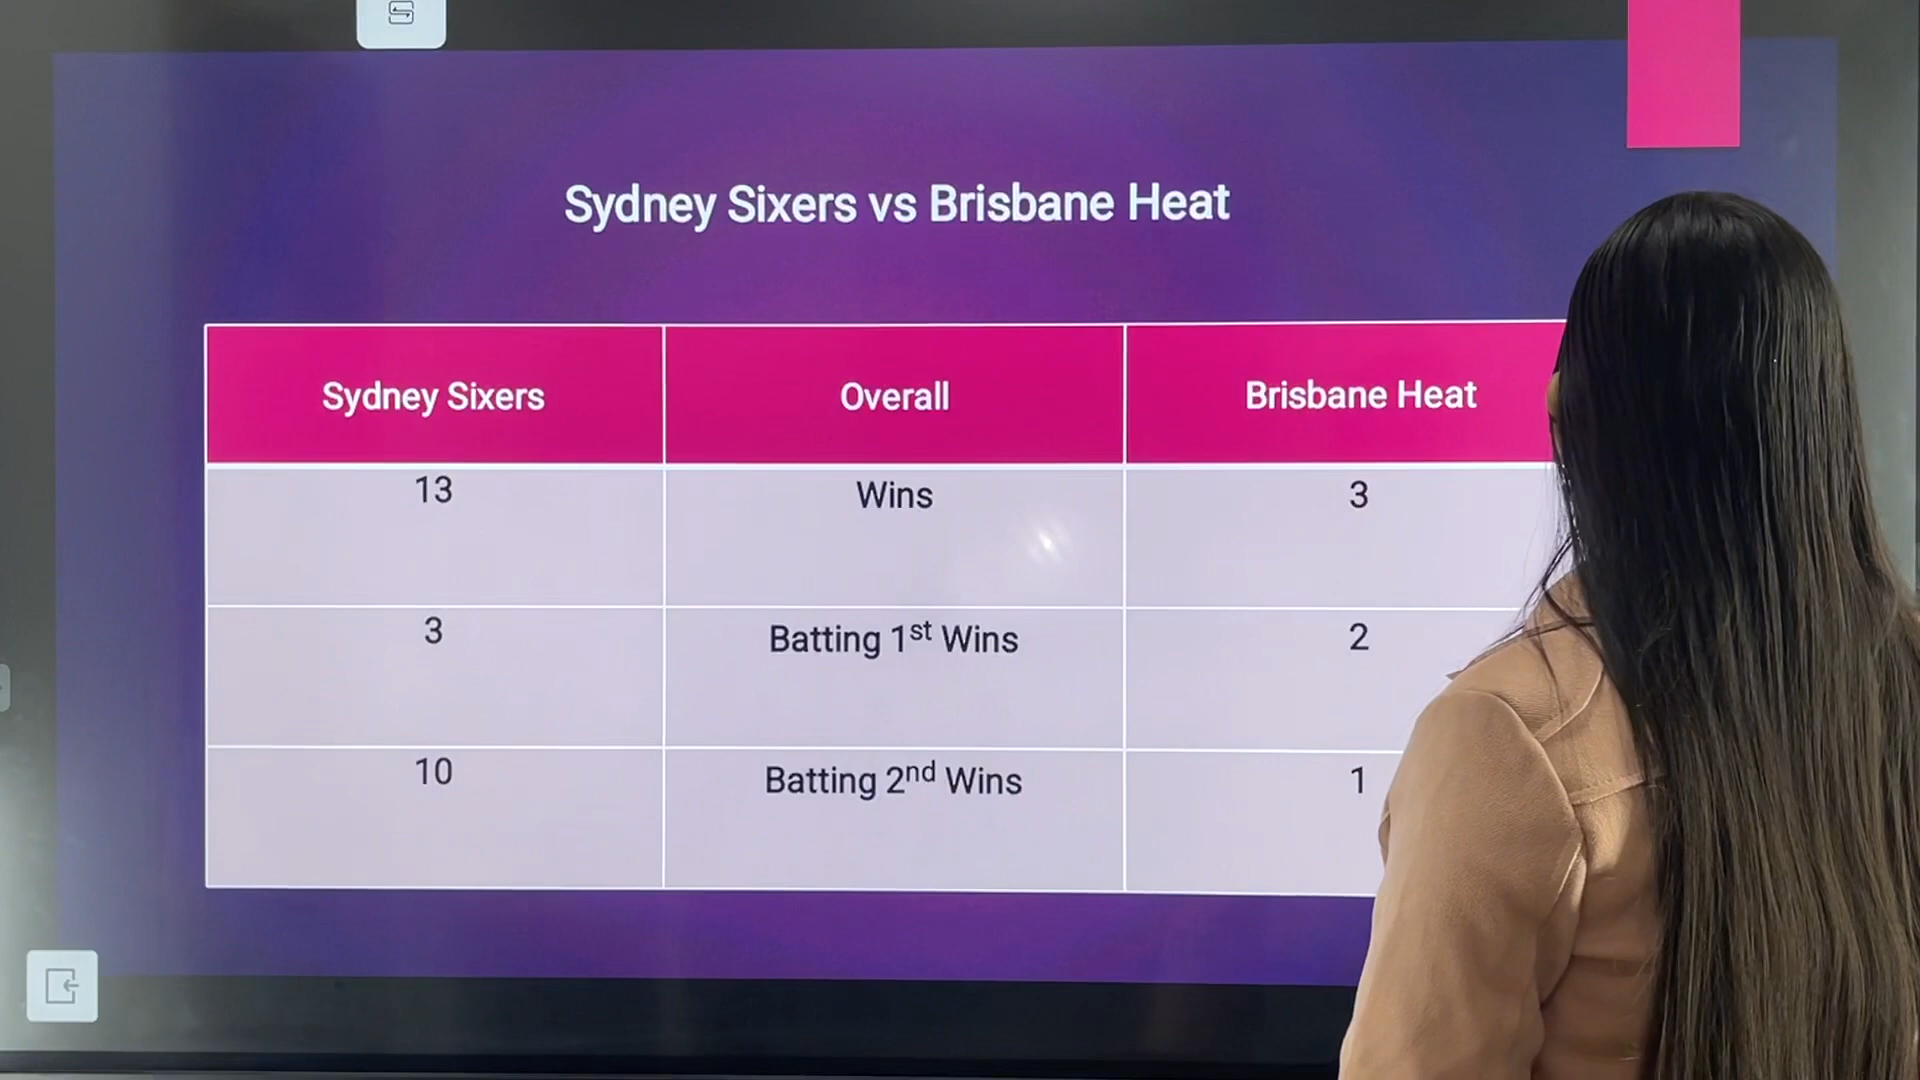 Sydney Sixers vs Brisbane Heat
Sydney Sixers Overall Brisbane Heat
13 Wins 3
3 Batting 1st Wins 2
10 Batting 2nd Wins 1